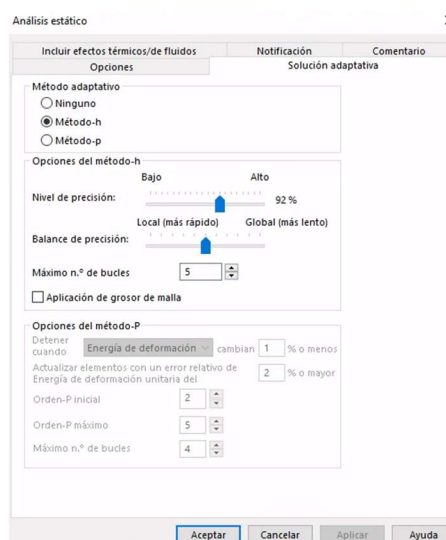 Análisis estático
Incluir efectos térmicos/de fluidos Notificación Comentario
Opciones Solución adaptativa
Método adaptativo
Ninguno
Método-h
Método-p
Opciones del método-h
Bajo Alto
Nivel de precisión: 92 %
Local (más rápido) Global (más lento)
Balance de precisión:
Máximo n.º de bucles 5
Aplicación de grosor de malla
Opciones del método-P
Detener cuando Energía de deformación cambian 1 % o menos
Actualizar elementos con un error relativo de
Energía de deformación unitaria del 2 % o mayor
Orden-P inicial 2
Orden-P máximo 5
Máximo n.º de bucles 4
Aceptar Cancelar Aplicar Ayuda